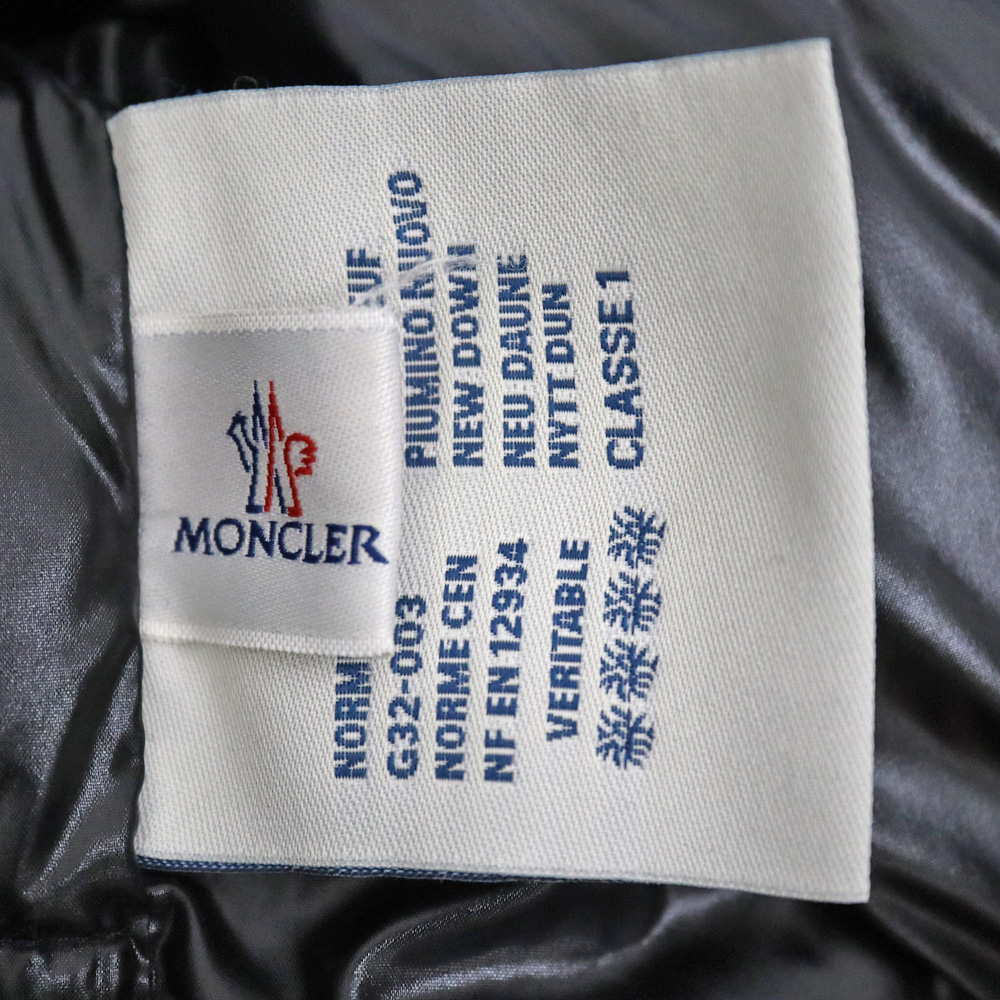 MONCLER
NORM
G32-003
NORME CEN
NF EN 12934
VERITABLE
UF
PIUMINO NUOVO
NEW DOWN
NEU DAUNE
NYTT DUN
CLASSE 1